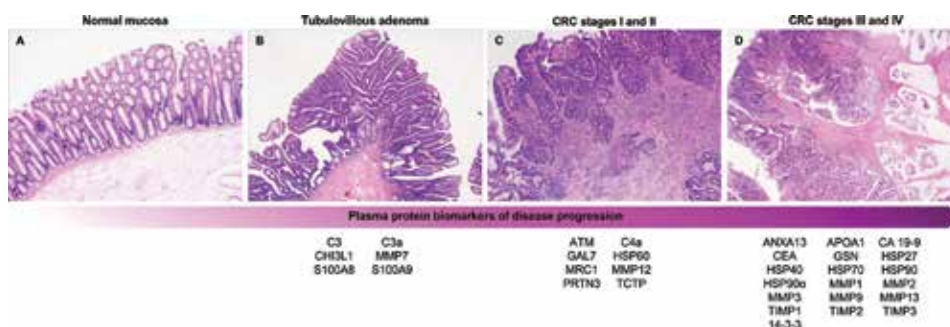 Normal mucosa Tubulovillous adenoma CRC stages I and II CRC stages III and IV
A B C D
Plasma protein biomarkers of disease progression
C3 C3a ATM C4a ANXA13 APOA1 CA 19-9
CHI3L1 MMP7 GAL7 HSP60 CEA GSN HSP27
S100A8 S100A9 MRC1 MMP12 HSP40 HSP70 HSP90
PRTN3 TCTP HSP90α MMP1 MMP2
MMP3 MMP9 MMP13
TIMP1 TIMP2 TIMP3
14-3-3